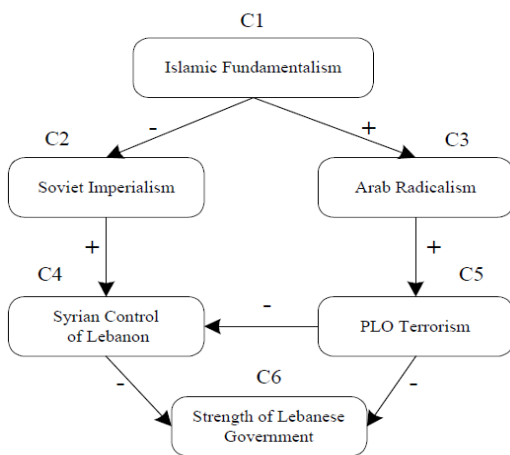 C1
Islamic Fundamentalism
-
+
C2
C3
Soviet Imperialism
Arab Radicalism
+
+
C4
C5
Syrian Control
of Lebanon
-
PLO Terrorism
-
C6
-
Strength of Lebanese
Government